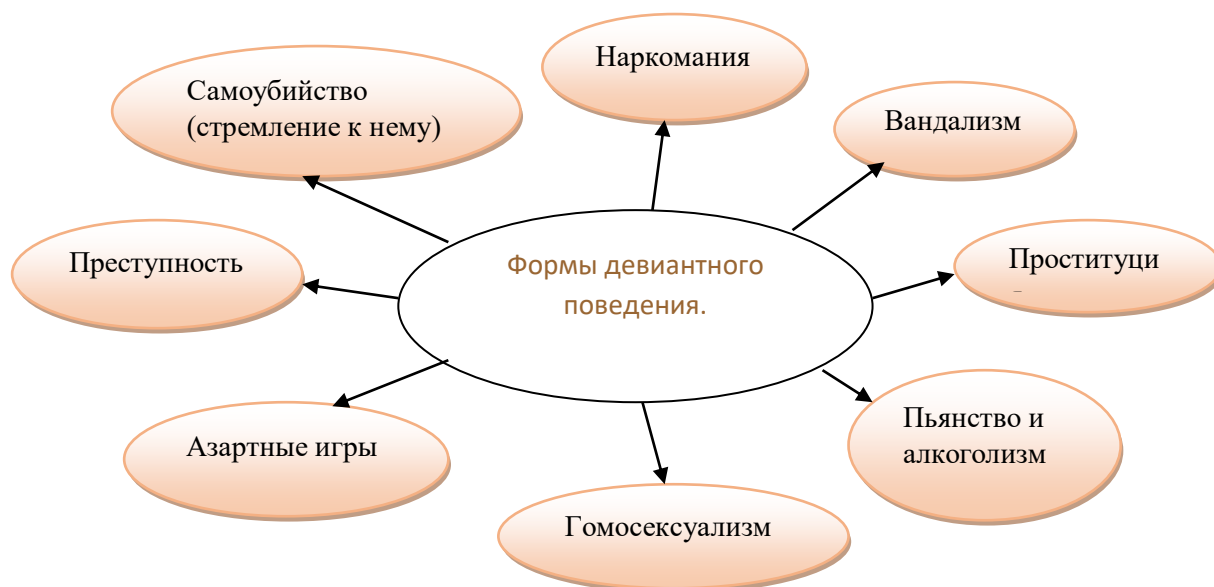 Наркомания
Самоубийство
(стремление к нему)
Вандализм
Преступность
Формы девиантного
поведения.
Проституци
Азартные игры
Пьянство и
алкоголизм
Гомосексуализм